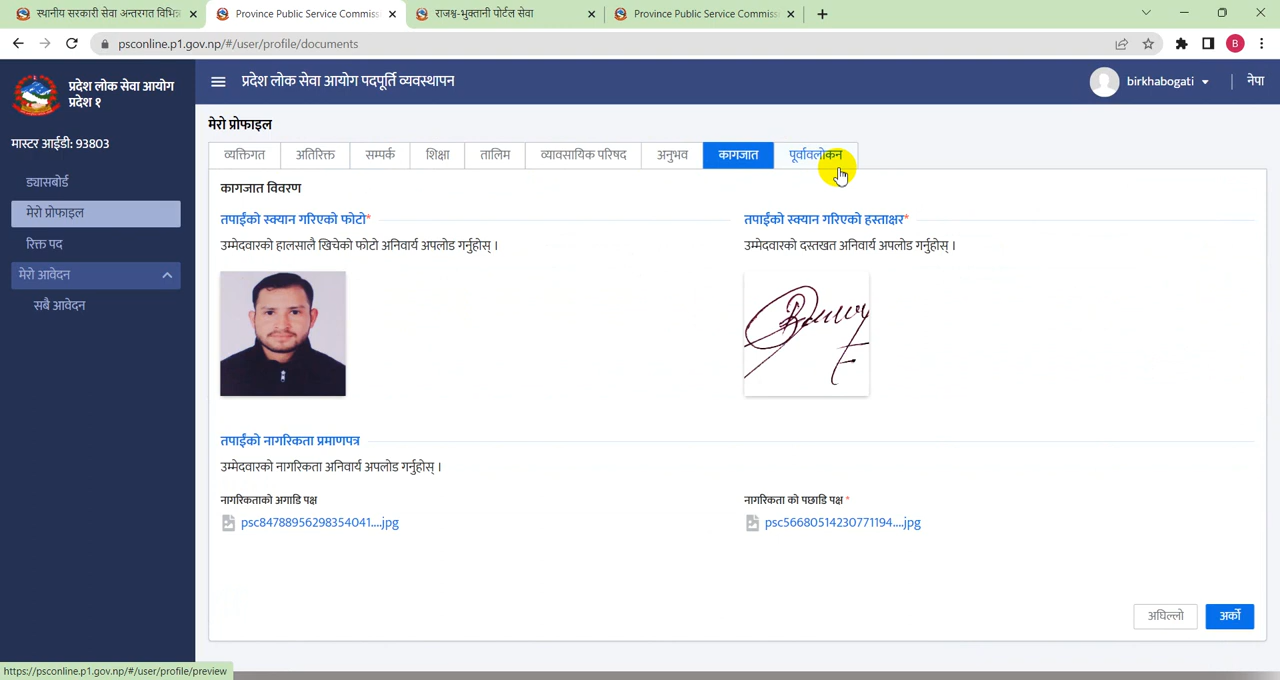 स्थानीय सरकारी सेवा अन्तरगत विभि
Province Public Service Commiss
राजश्व-भुक्तानी पोर्टल सेवा
Province Public Service Commiss
psconline.p1.gov.np/#/user/profile/documents
B
प्रदेश लोक सेवा आयोग
प्रदेश १
प्रदेश लोक सेवा आयोग पदपूर्ति व्यवस्थापन
birkhabogati
नेपा
मास्टर आईडी: 93803
ड्यासबोर्ड
मेरो प्रोफाइल
रिक्त पद
मेरो आवेदन
सबै आवेदन
मेरो प्रोफाइल
व्यक्तिगत अतिरिक्त सम्पर्क शिक्षा तालिम व्यावसायिक परिषद अनुभव कागजात पूर्वावलोकन
कागजात विवरण
तपाईंको स्क्यान गरिएको फोटो*
तपाईंको स्क्यान गरिएको हस्ताक्षर*
उम्मेदवारको हालसालै खिचेको फोटो अनिवार्य अपलोड गर्नुहोस् ।
उम्मेदवारको दस्तखत अनिवार्य अपलोड गर्नुहोस् ।
तपाईंको नागरिकता प्रमाणपत्र
उम्मेदवारको नागरिकता अनिवार्य अपलोड गर्नुहोस् ।
नागरिकताको अगाडि पक्ष
नागरिकता को पछाडि पक्ष *
psc84788956298354041....jpg
psc56680514230771194....jpg
अघिल्लो
अर्को
https://psconline.p1.gov.np/#/user/profile/preview